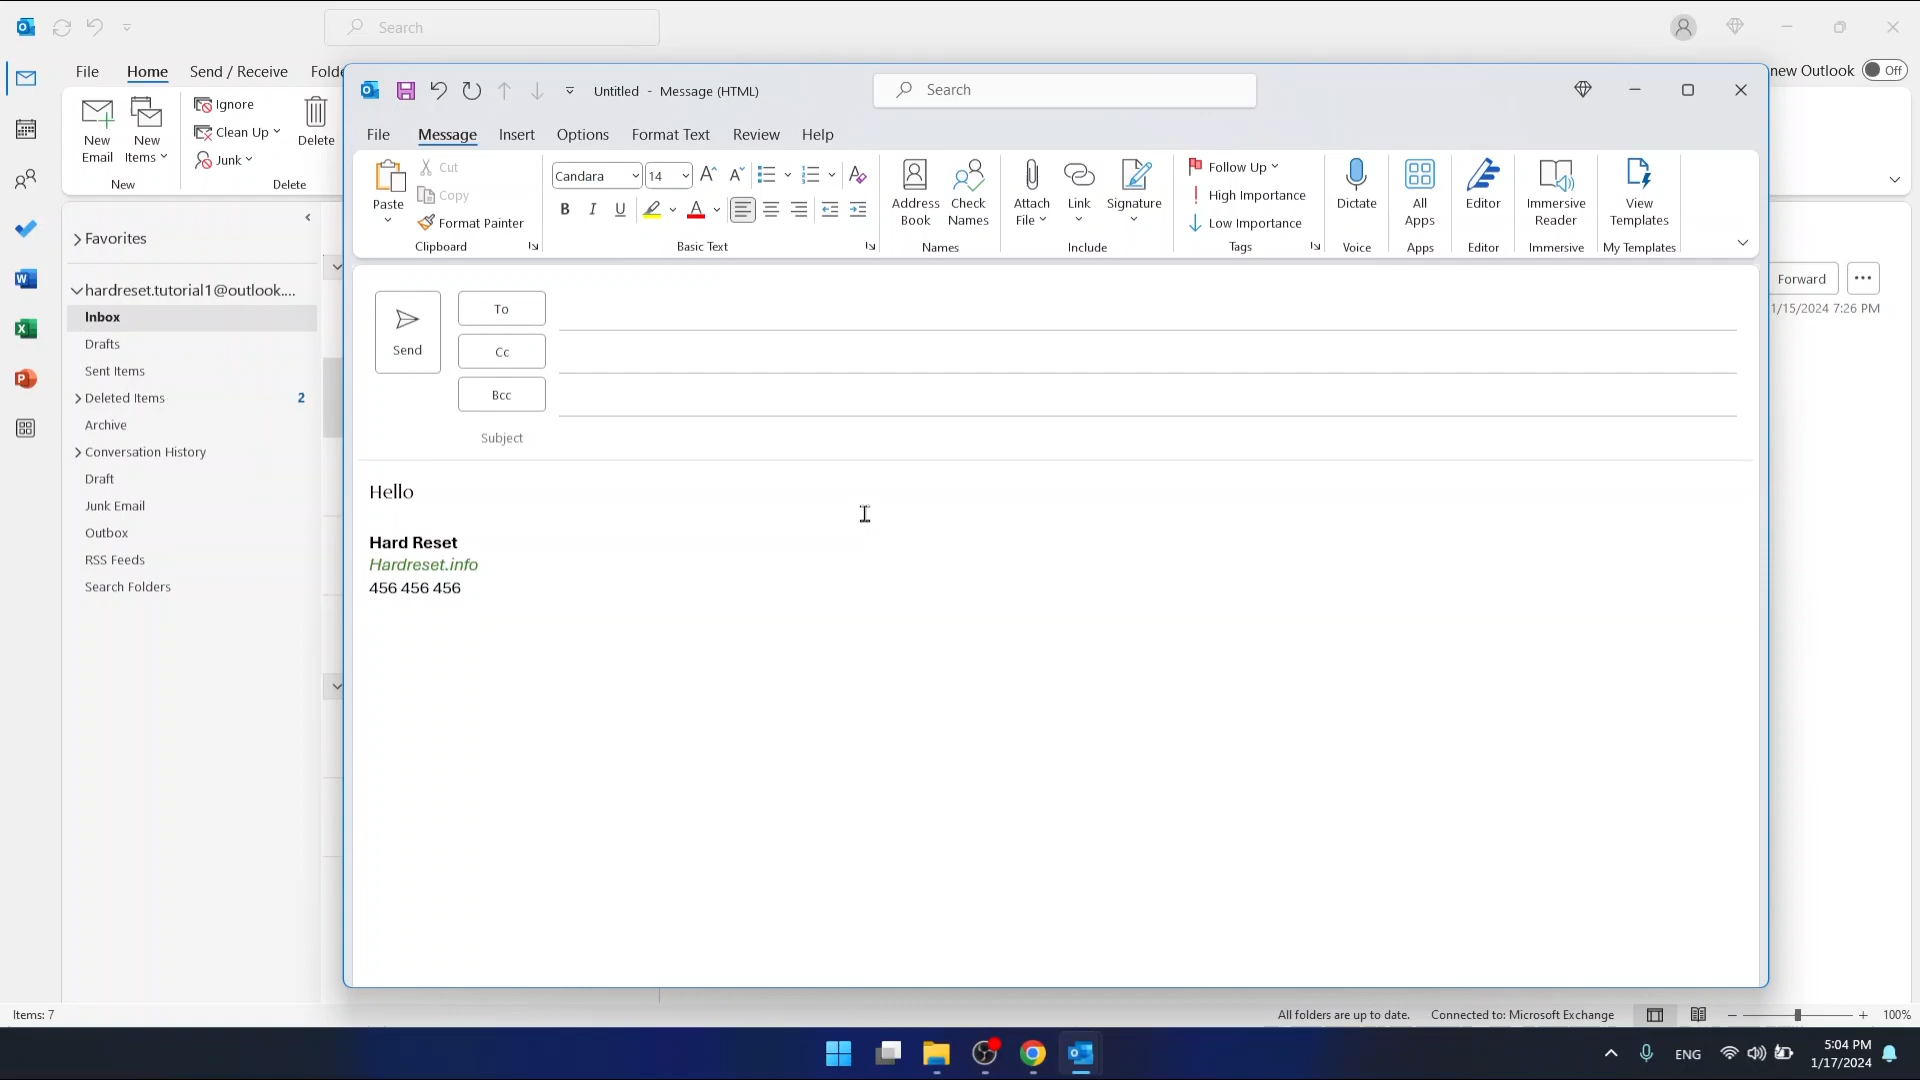 Search
File
Home
Send / Receive
Folde
new Outlook
Off
New
Email
New
Items
Ignore
Clean Up
Junk
Delete
New
Delete
Favorites
hardreset.tutorial1@outlook....
Inbox
Drafts
Sent Items
Deleted Items 2
Archive
Conversation History
Draft
Junk Email
Outbox
RSS Feeds
Search Folders
Untitled - Message (HTML)
Search
File
Message
Insert
Options
Format Text
Review
Help
Paste
Cut
Copy
Format Painter
Clipboard
Candara
14
B I U
A
Basic Text
Address
Book
Check
Names
Names
Attach
File
Link
Signature
Include
Follow Up
High Importance
Low Importance
Tags
Dictate
Voice
All
Apps
Apps
Editor
Editor
Immersive
Reader
Immersive
View
Templates
My Templates
Send
To
Cc
Bcc
Subject
Hello
Hard Reset
Hardreset.info
456 456 456
Forward
1/15/2024 7:26 PM
Items: 7
All folders are up to date.
Connected to: Microsoft Exchange
100%
ENG
5:04 PM
1/17/2024